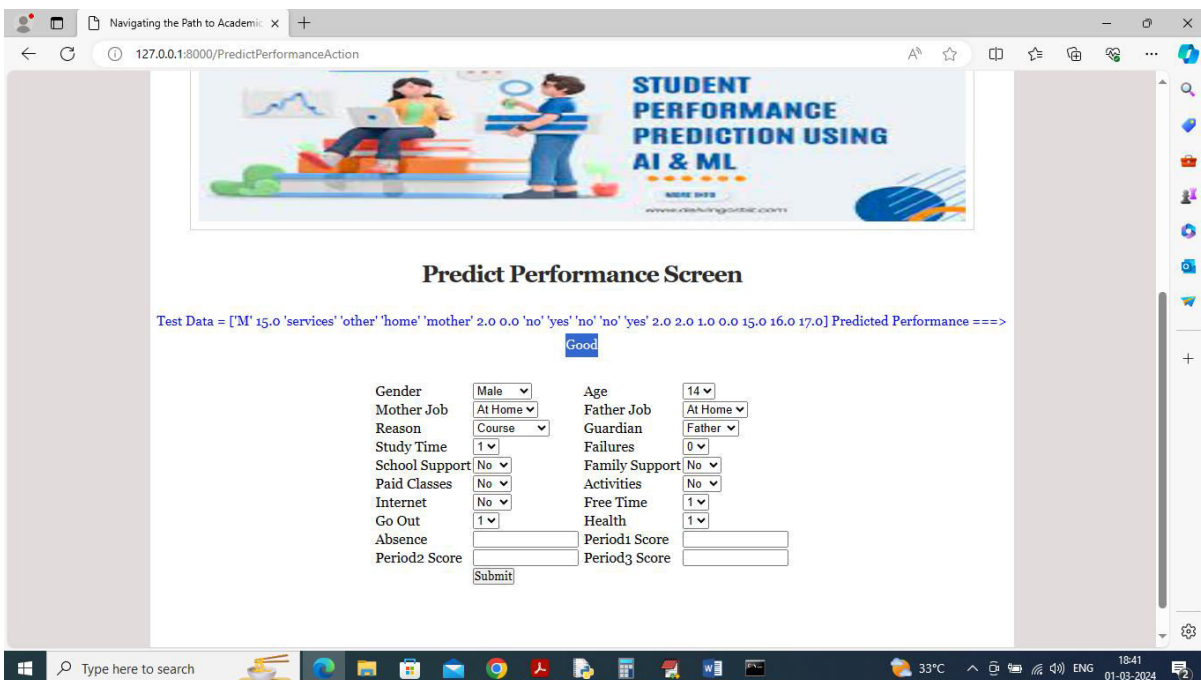 Navigating the Path to Academic
127.0.0.1:8000/PredictPerformanceAction
STUDENT
PERFORMANCE
PREDICTION USING
AI & ML
MORE INFO
Predict Performance Screen
Test Data = ['M' 15.0 'services' 'other' 'home' 'mother' 2.0 0.0 'no' 'yes' 'no' 'no' 'yes' 2.0 2.0 1.0 0.0 15.0 16.0 17.0] Predicted Performance ===>
Good
Gender Male Age 14
Mother Job At Home Father Job At Home
Reason Course Guardian Father
Study Time 1 Failures 0
School Support No Family Support No
Paid Classes No Activities No
Internet No Free Time 1
Go Out 1 Health 1
Absence Period1 Score
Period2 Score Period3 Score
Submit
Type here to search 33°C ENG 18:41
01-03-2024